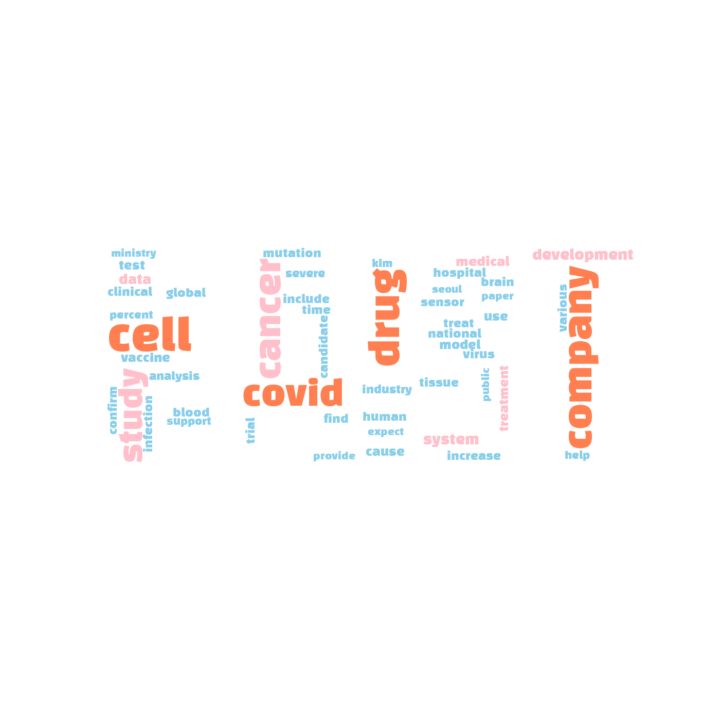 ministry
test
data
clinical
global
percent
cell
vaccine
analysis
study
confirm
infection
blood
support
mutation
cancer
severe
include
time
candidate
covid
trial
find
provide
kim
drug
industry
human
expect
cause
medical
hospital
seoul
brain
paper
sensor
use
treat
national
model
virus
tissue
public
treatment
system
increase
development
various
company
help